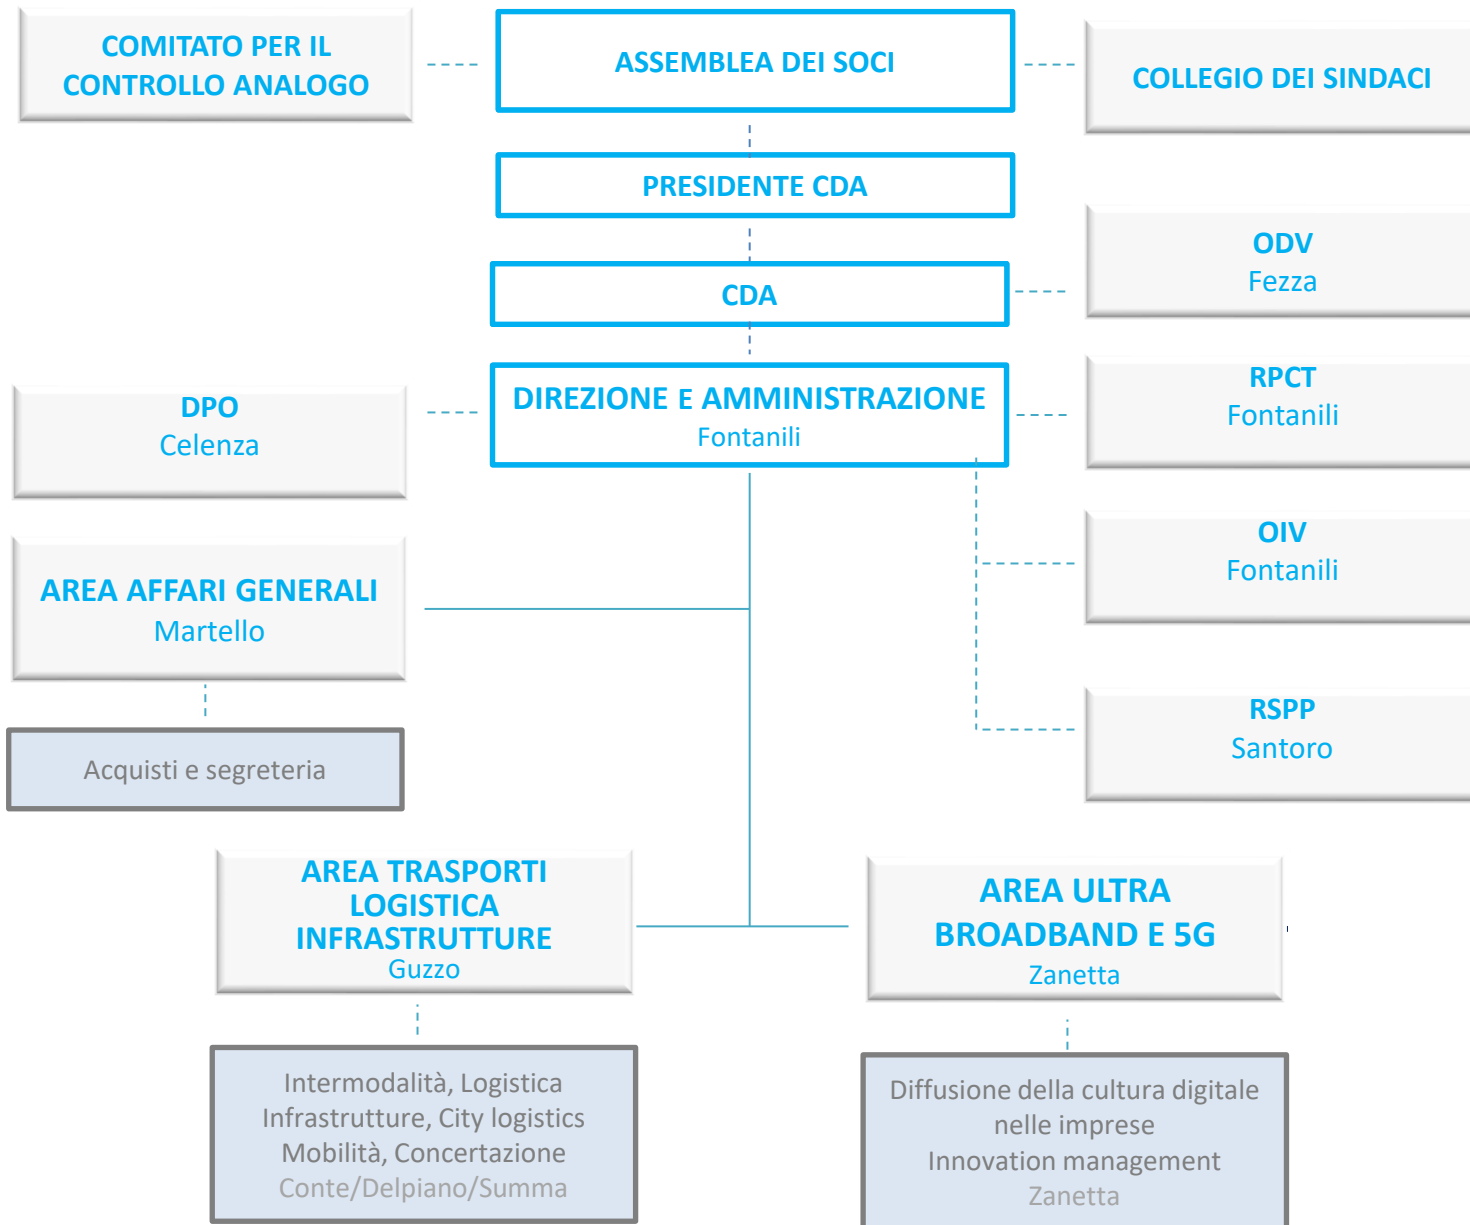 COMITATO PER IL
CONTROLLO ANALOGO
ASSEMBLEA DEI SOCI
COLLEGIO DEI SINDACI
PRESIDENTE CDA
ODV
Fezza
CDA
DIREZIONE E AMMINISTRAZIONE
Fontanili
RPCT
Fontanili
DPO
Celenza
OIV
Fontanili
AREA AFFARI GENERALI
Martello
RSPP
Santoro
Acquisti e segreteria
AREA TRASPORTI
LOGISTICA
INFRASTRUTTURE
Guzzo
AREA ULTRA
BROADBAND E 5G
Zanetta
Intermodalità, Logistica
Infrastrutture, City logistics
Mobilità, Concertazione
Conte/Delpiano/Summa
Diffusione della cultura digitale
nelle imprese
Innovation management
Zanetta